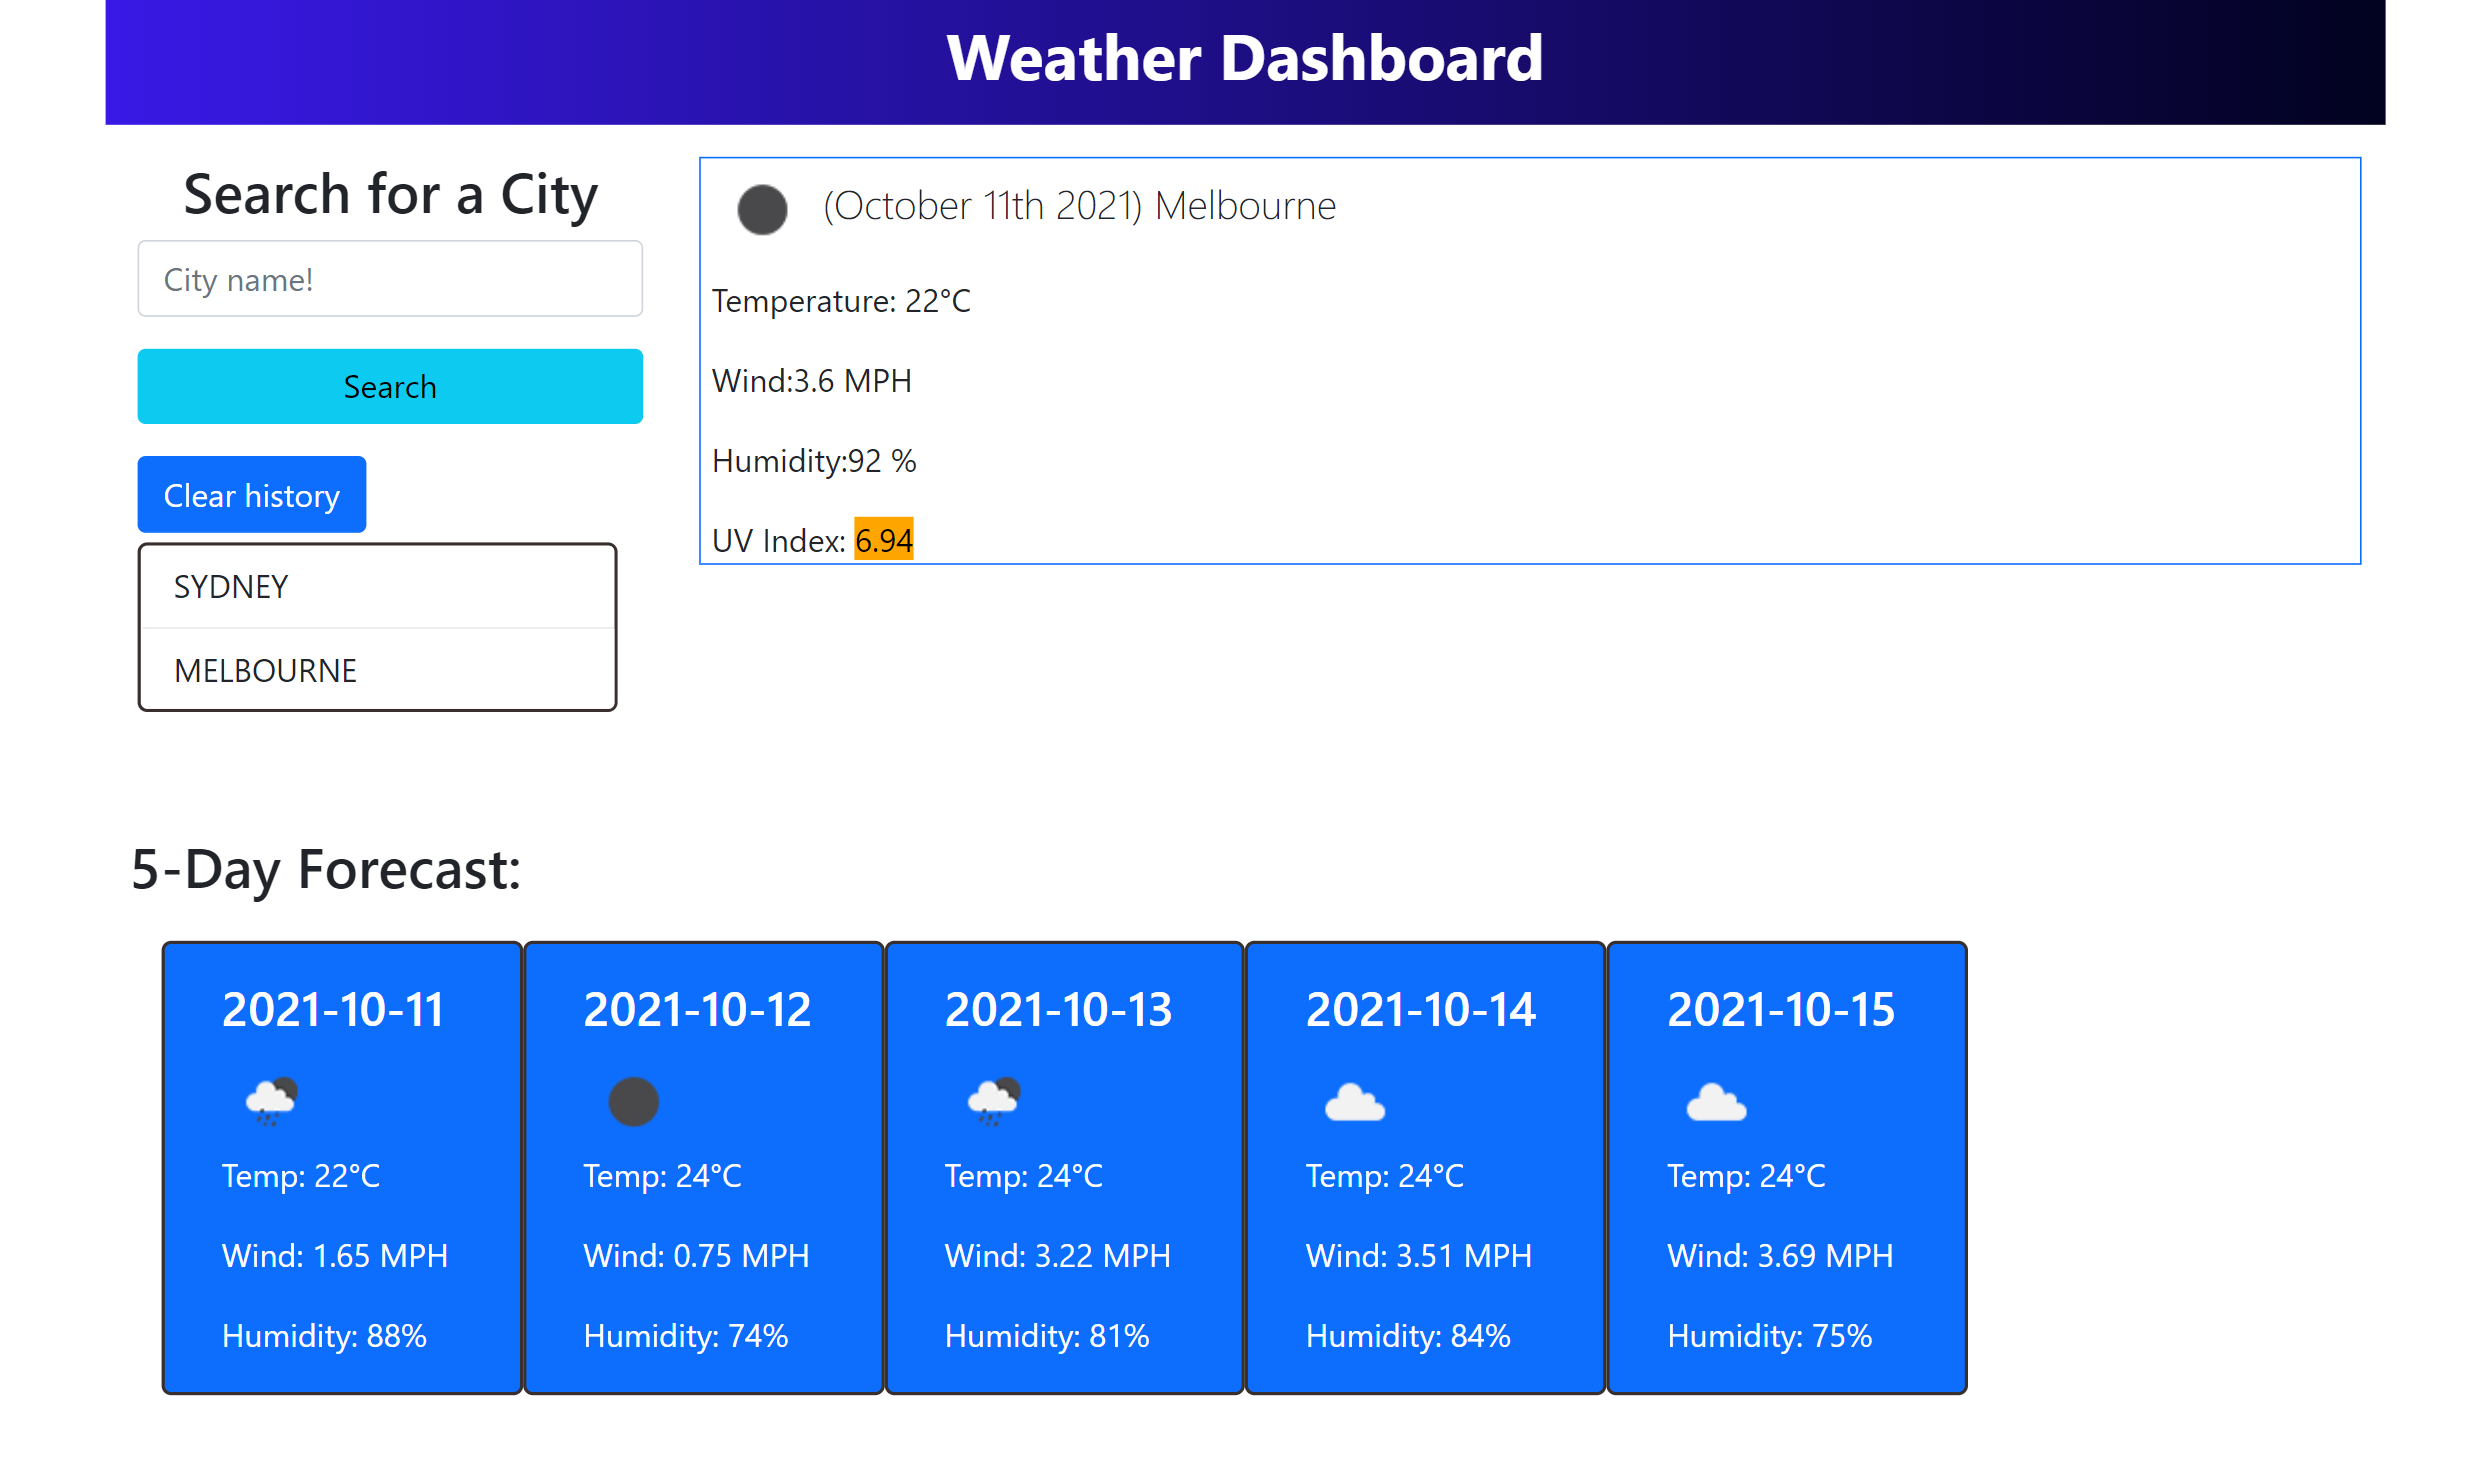 Weather Dashboard
Search for a City
City name!
Search
Clear history
SYDNEY
MELBOURNE
(October 11th 2021) Melbourne
Temperature: 22°C
Wind:3.6 MPH
Humidity:92 %
UV Index: 6.94
5-Day Forecast:
2021-10-11
Temp: 22°C
Wind: 1.65 MPH
Humidity: 88%
2021-10-12
Temp: 24°C
Wind: 0.75 MPH
Humidity: 74%
2021-10-13
Temp: 24°C
Wind: 3.22 MPH
Humidity: 81%
2021-10-14
Temp: 24°C
Wind: 3.51 MPH
Humidity: 84%
2021-10-15
Temp: 24°C
Wind: 3.69 MPH
Humidity: 75%